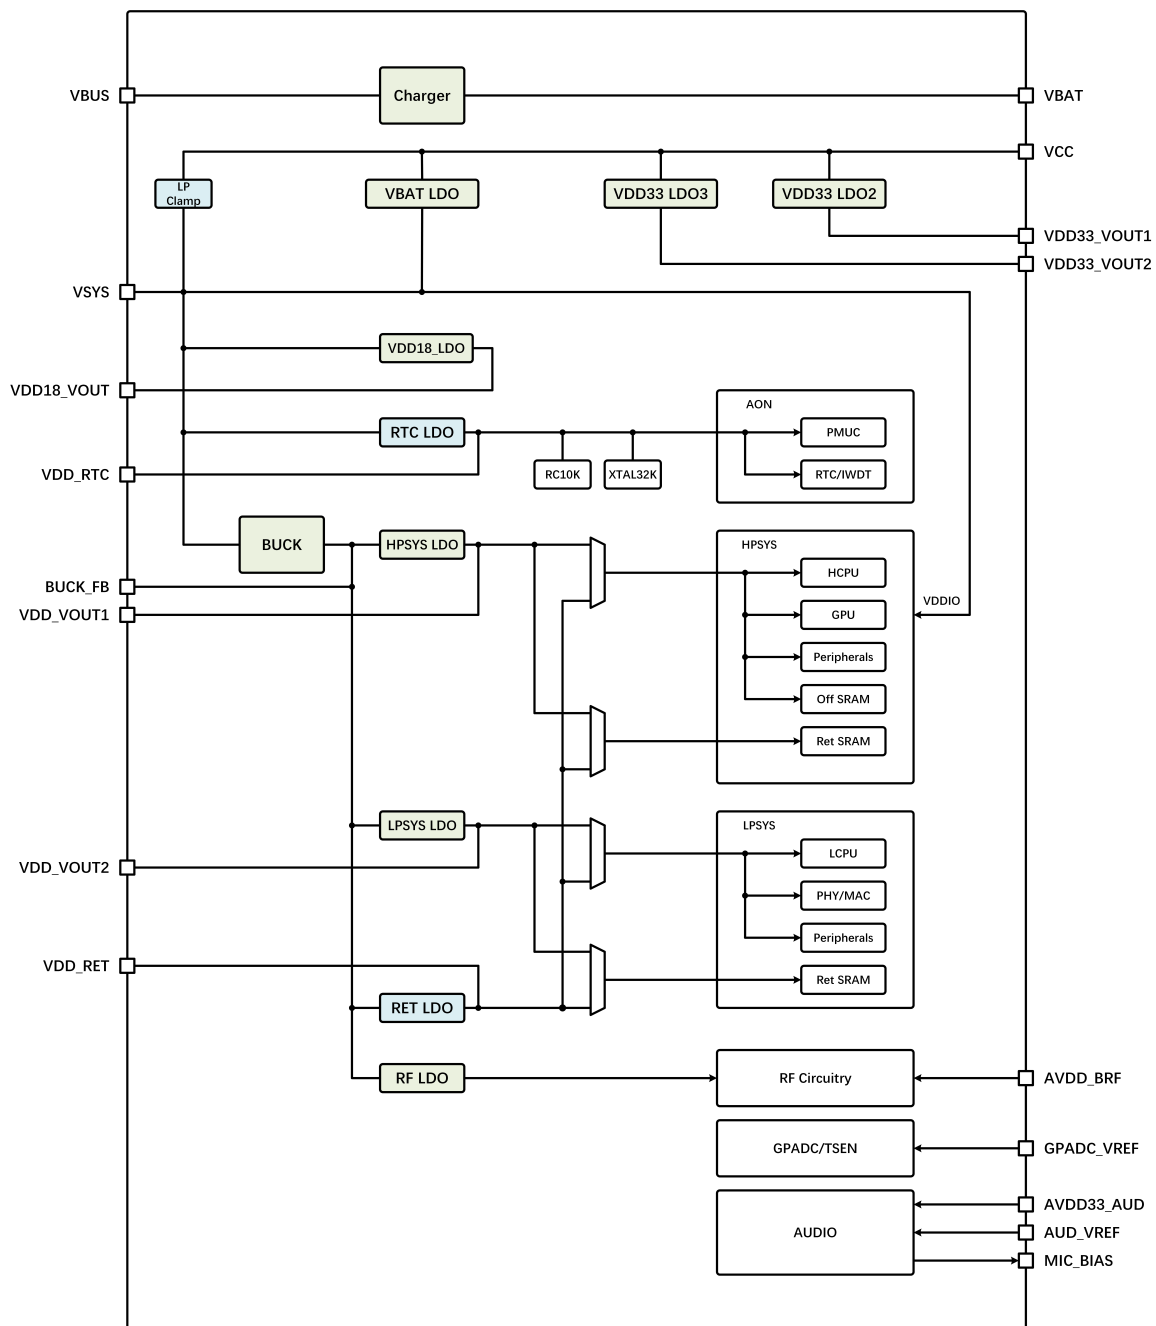 VBUS
Charger
VBAT
VCC
LP
Clamp
VBAT LDO
VDD33 LDO3
VDD33 LDO2
VDD33_VOUT1
VDD33_VOUT2
VSYS
VDD18_LDO
VDD18_VOUT
AON
RTC LDO
PMUC
VDD_RTC
RC10K
XTAL32K
RTC/IWDT
BUCK
HPSYS LDO
HPSYS
HCPU
BUCK_FB
VDDIO
VDD_VOUT1
GPU
Peripherals
Off SRAM
Ret SRAM
LPSYS LDO
LPSYS
LCPU
VDD_VOUT2
PHY/MAC
Peripherals
VDD_RET
Ret SRAM
RET LDO
RF LDO
RF Circuitry
AVDD_BRF
GPADC/TSEN
GPADC_VREF
AVDD33_AUD
AUDIO
AUD_VREF
MIC_BIAS